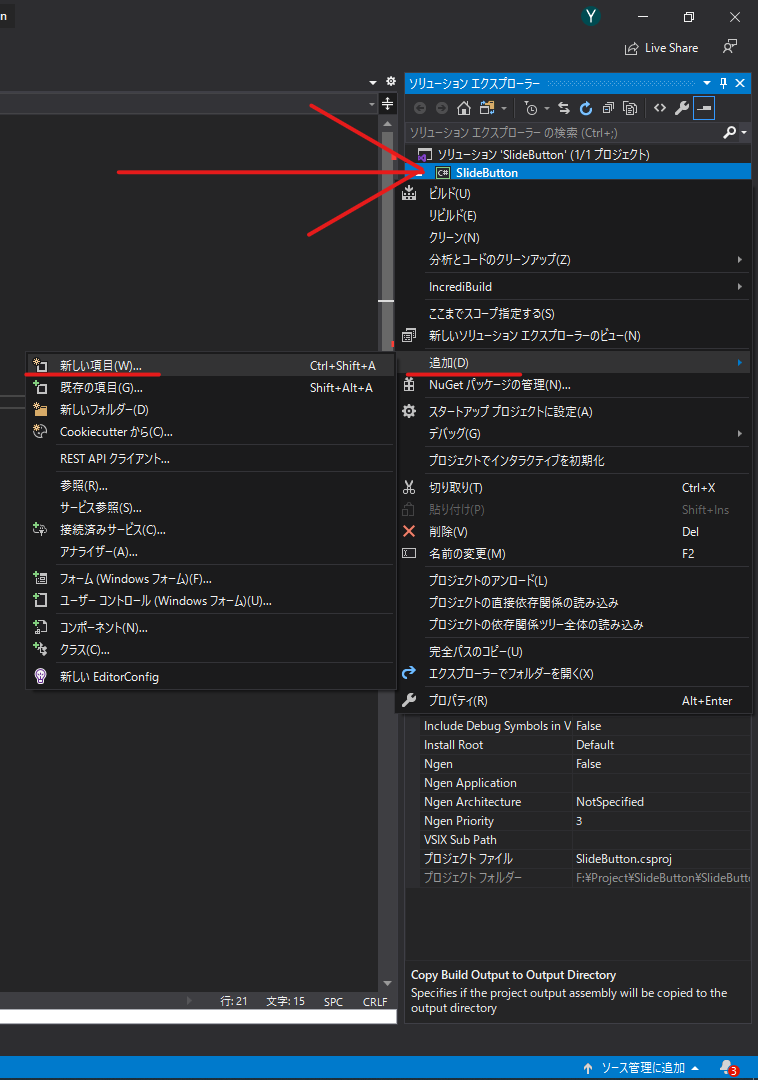 n
Y
Live Share
ソリューション エクスプローラー
ソリューション エクスプローラー の検索 (Ctrl+;)
ソリューション 'SlideButton' (1/1 プロジェクト)
C# SlideButton
ビルド(U)
リビルド(E)
クリーン(N)
分析とコードのクリーンアップ(Z)
IncrediBuild
ここまでスコープ指定する(S)
新しいソリューション エクスプローラーのビュー(N)
追加(D)
NuGet パッケージの管理(N)...
スタートアップ プロジェクトに設定(A)
デバッグ(G)
プロジェクトでインタラクティブを初期化
切り取り(T) Ctrl+X
貼り付け(P) Shift+Ins
削除(V) Del
名前の変更(M) F2
プロジェクトのアンロード(L)
プロジェクトの直接依存関係の読み込み
プロジェクトの依存関係ツリー全体の読み込み
完全パスのコピー(U)
エクスプローラーでフォルダーを開く(X)
プロパティ(R) Alt+Enter
新しい項目(W)... Ctrl+Shift+A
既存の項目(G)... Shift+Alt+A
新しいフォルダー(D)
Cookiecutter から(C)...
REST API クライアント...
参照(R)...
サービス参照(S)...
接続済みサービス(C)...
アナライザー(A)...
フォーム (Windows フォーム)(F)...
ユーザー コントロール (Windows フォーム)(U)...
コンポーネント(N)...
クラス(C)...
新しい EditorConfig
Include Debug Symbols in V False
Install Root Default
Ngen False
Ngen Application
Ngen Architecture NotSpecified
Ngen Priority 3
VSIX Sub Path
プロジェクト ファイル SlideButton.csproj
プロジェクト フォルダー F:¥Project¥SlideButton¥SlideButt
Copy Build Output to Output Directory
Specifies if the project output assembly will be copied to the
output directory
行: 21 文字: 15 SPC CRLF
ソース管理に追加 3